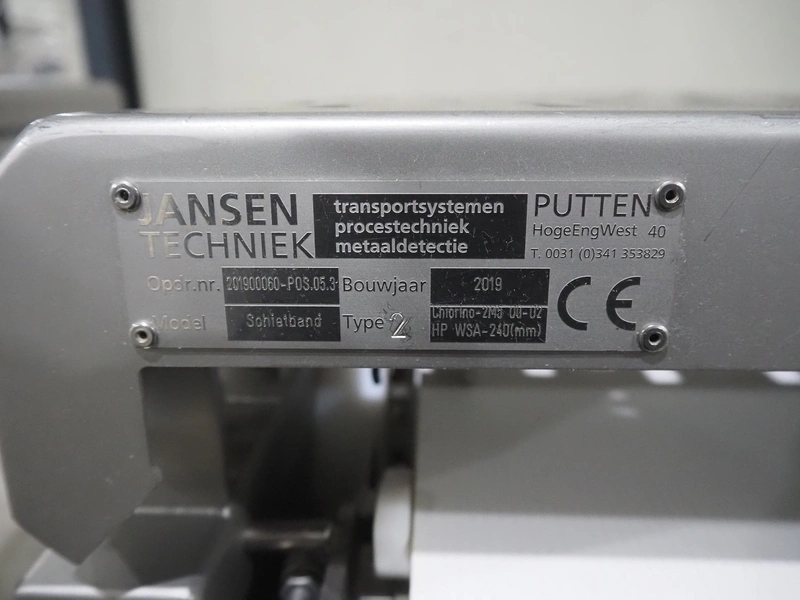 JANSEN
TECHNIEK
transportsystemen
procestechniek
metaaldetectie
PUTTEN
HogeEngWest 40
T. 0031 (0)341 353829
Opdr.nr. 201900060-POS.05.3 Bouwjaar 2019
CE
Model Schietband Type 2
HP WSA-240(mm)